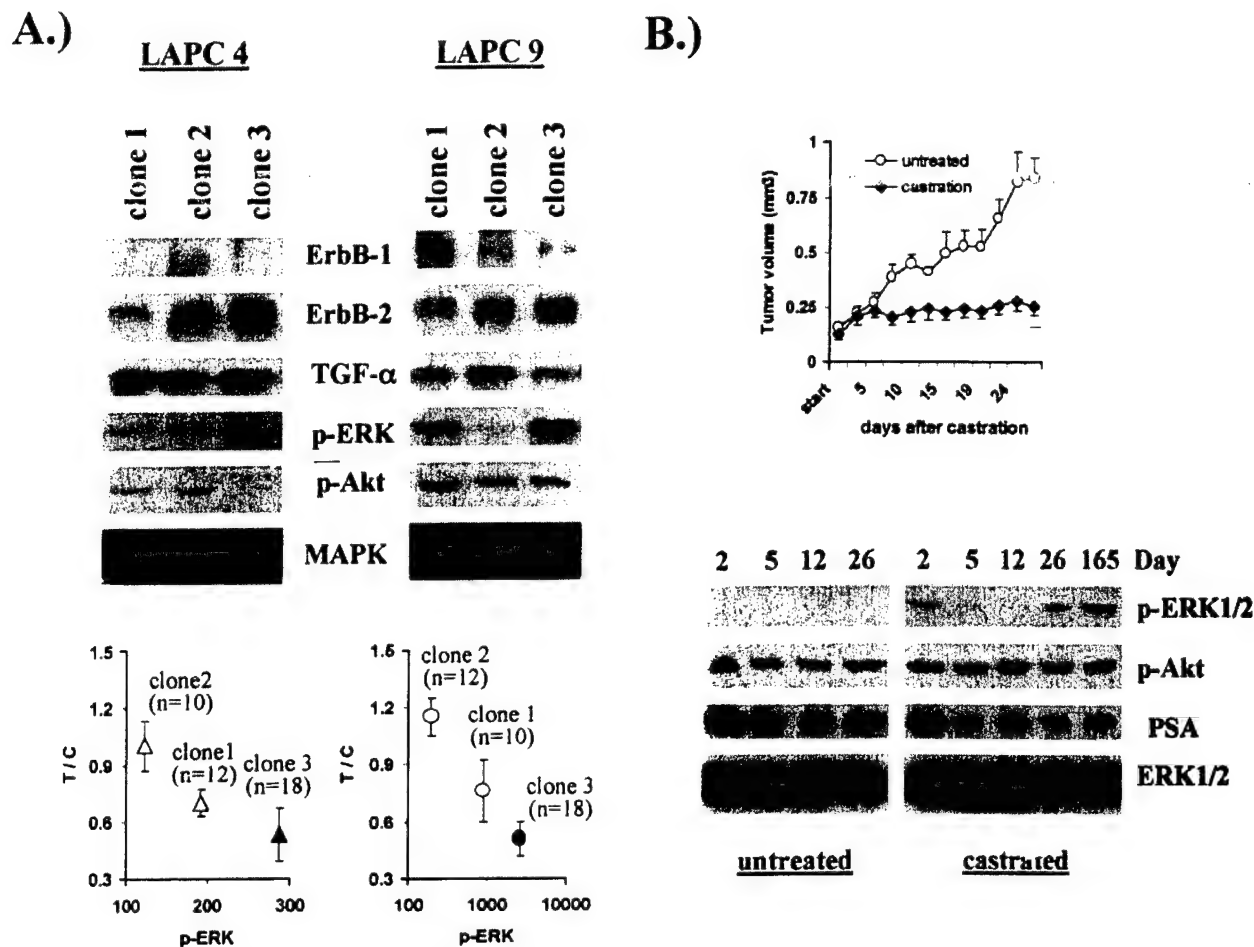 A.)
LAPC 4
LAPC 9
clone 1
clone 2
clone 3
clone 1
clone 2
clone 3
ErbB-1
ErbB-2
TGF-α
p-ERK
p-Akt
MAPK
1.5
1.2
0.9
0.6
0.3
T / C
clone2
(n=10)
clone1
(n=12)
clone 3
(n=18)
100 200 300
p-ERK
1.5
1.2
0.9
0.6
0.3
T / C
clone 2
(n=12)
clone 1
(n=10)
clone 3
(n=18)
100 1000 10000
p-ERK
B.)
untreated
castration
Tumor volume (mm3)
1
0.75
0.5
0.25
0
start 5 10 15 19 24
days after castration
2 5 12 26 2 5 12 26 165 Day
p-ERK1/2
p-Akt
PSA
ERK1/2
untreated
castrated